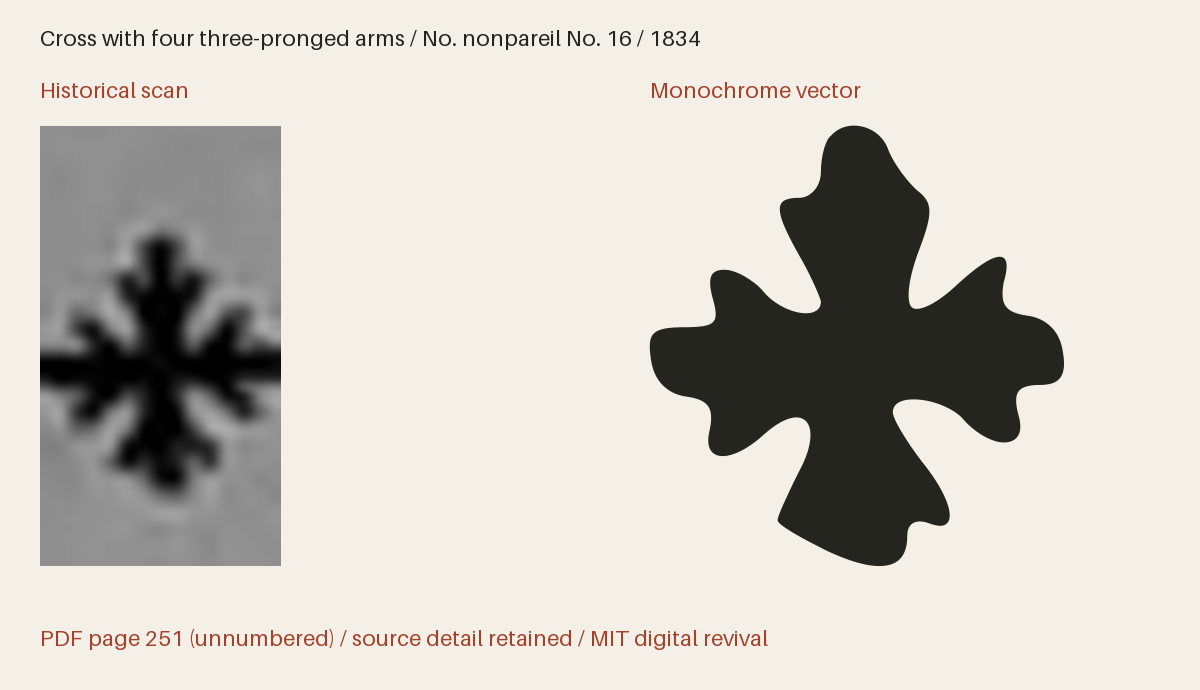 Cross with four three-pronged arms / No. nonpareil No. 16 / 1834
Historical scan
Monochrome vector
PDF page 251 (unnumbered) / source detail retained / MIT digital revival